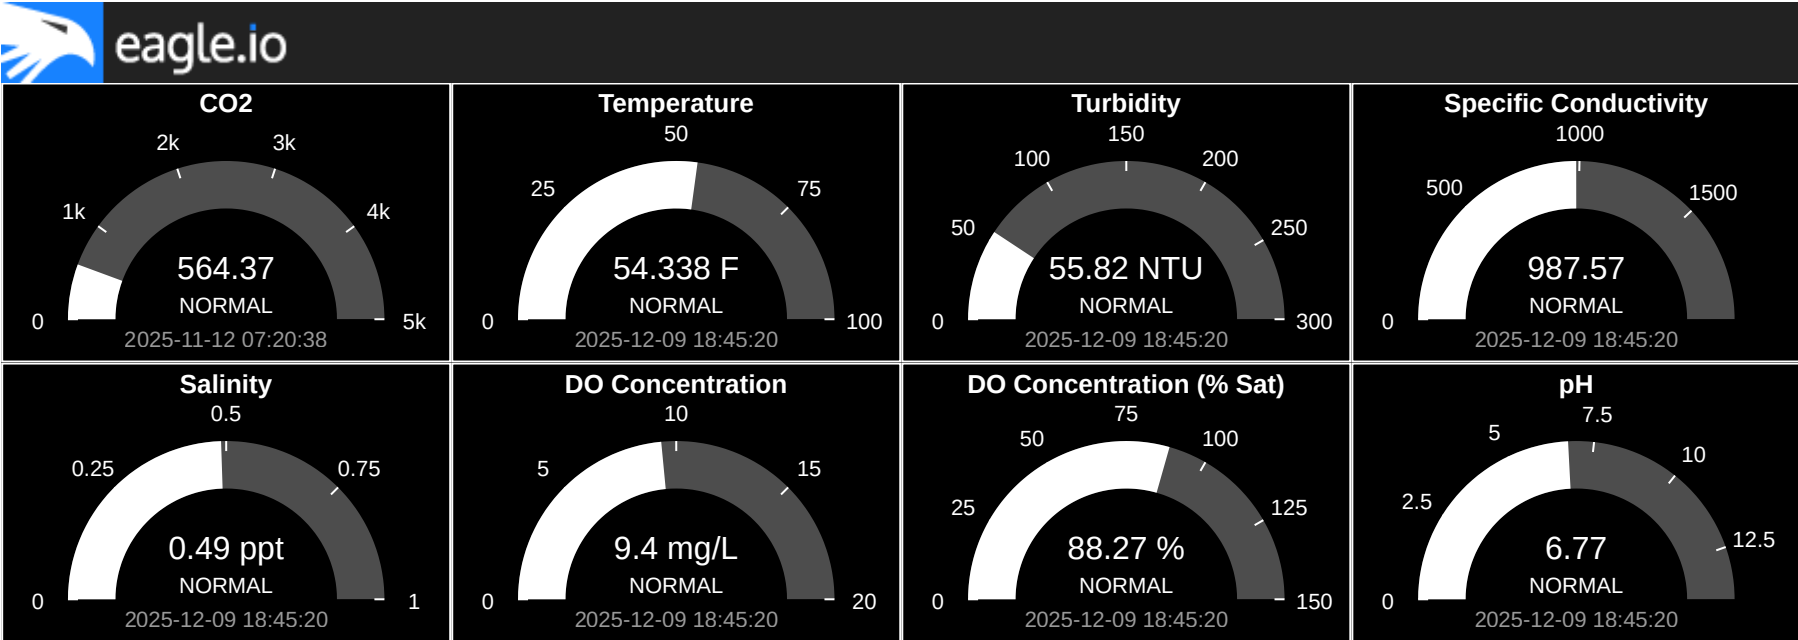 eagle.io
CO2
0
1k
2k
3k
4k
5k
564.37
NORMAL
2025-11-12 07:20:38
Temperature
0
25
50
75
100
54.338 F
NORMAL
2025-12-09 18:45:20
Turbidity
0
50
100
150
200
250
300
55.82 NTU
NORMAL
2025-12-09 18:45:20
Specific Conductivity
0
500
1000
1500
987.57
NORMAL
2025-12-09 18:45:20
Salinity
0
0.25
0.5
0.75
1
0.49 ppt
NORMAL
2025-12-09 18:45:20
DO Concentration
0
5
10
15
20
9.4 mg/L
NORMAL
2025-12-09 18:45:20
DO Concentration (% Sat)
0
25
50
75
100
125
150
88.27 %
NORMAL
2025-12-09 18:45:20
pH
0
2.5
5
7.5
10
12.5
6.77
NORMAL
2025-12-09 18:45:20